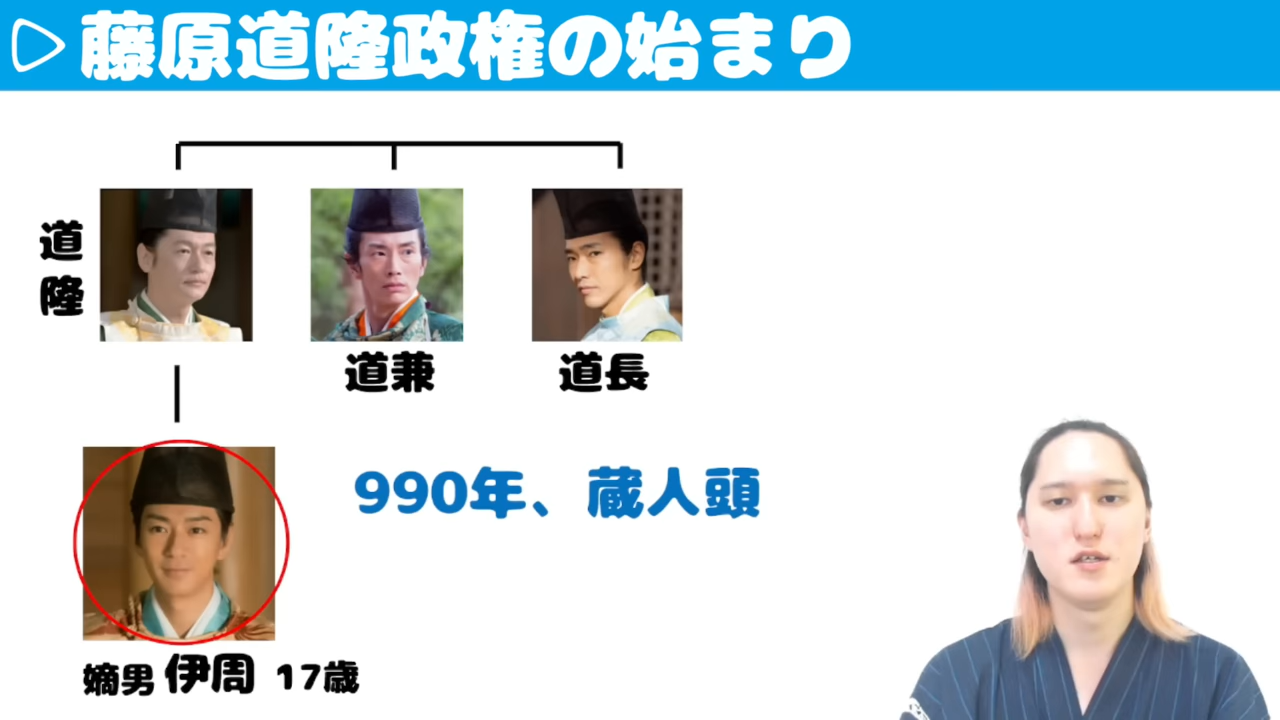 藤原道隆政権の始まり
道隆
道兼
道長
990年、蔵人頭
嫡男 伊周 17歳